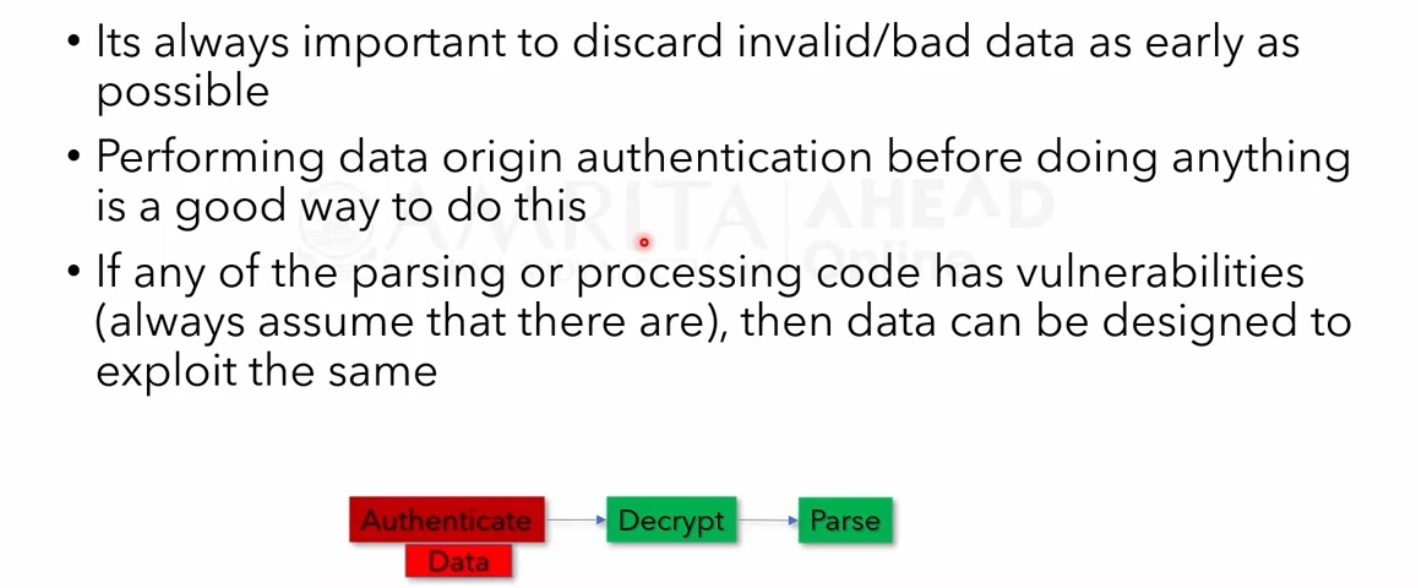 • Its always important to discard invalid/bad data as early as
possible
• Performing data origin authentication before doing anything
is a good way to do this
AMRITA AHEAD
Online
• If any of the parsing or processing code has vulnerabilities
(always assume that there are), then data can be designed to
exploit the same
Authenticate Decrypt Parse
Data